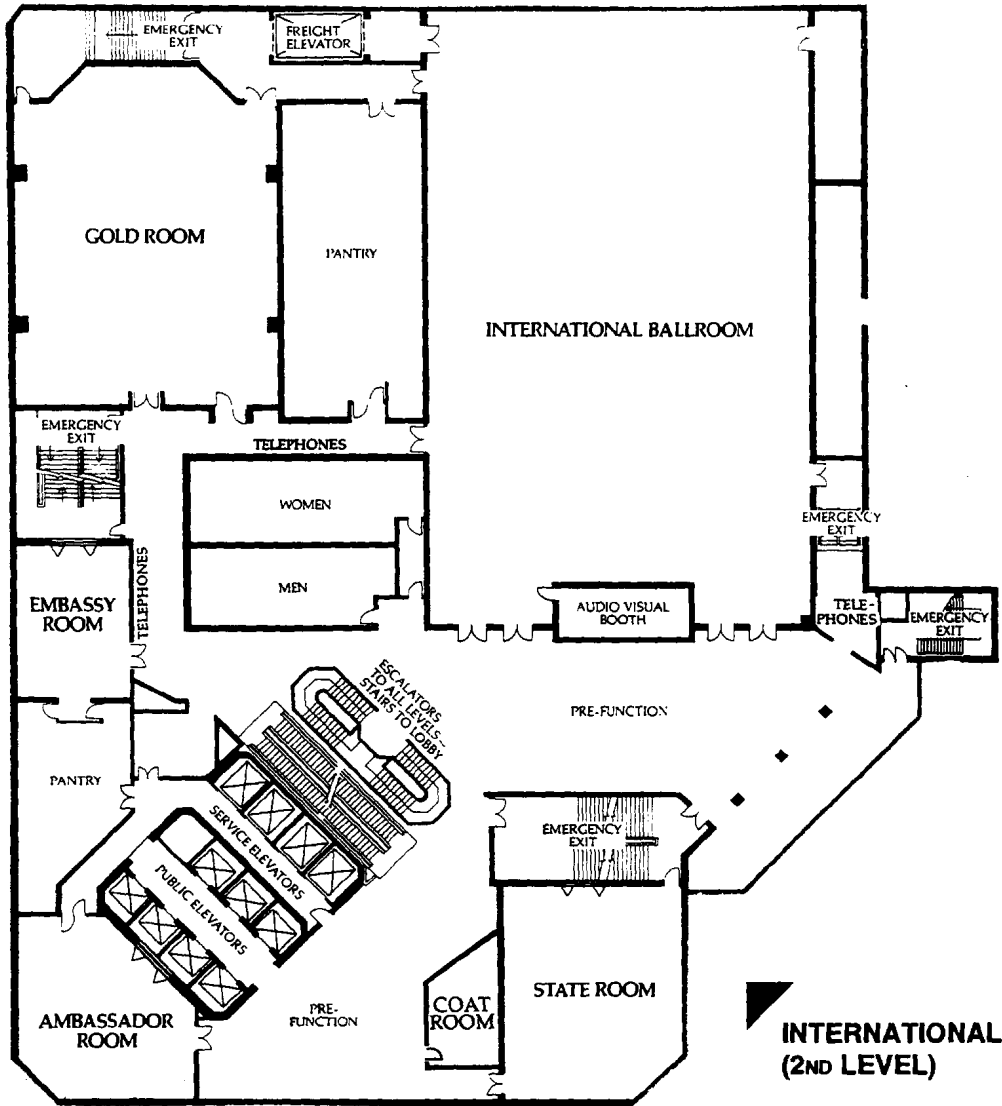 EMERGENCY
EXIT
FREIGHT
ELEVATOR
GOLD ROOM
PANTRY
INTERNATIONAL BALLROOM
EMERGENCY
EXIT
TELEPHONES
WOMEN
EMERGENCY
EXIT
TELEPHONES
MEN
EMBASSY
ROOM
AUDIO VISUAL
BOOTH
TELE-
PHONES
EMERGENCY
EXIT
ESCALATORS
TO ALL LEVELS~
STAIRS TO LOBBY
PRE-FUNCTION
PANTRY
SERVICE ELEVATORS
EMERGENCY
EXIT
PUBLIC ELEVATORS
STATE ROOM
COAT
ROOM
PRE-
FUNCTION
AMBASSADOR
ROOM
INTERNATIONAL
(2ND LEVEL)